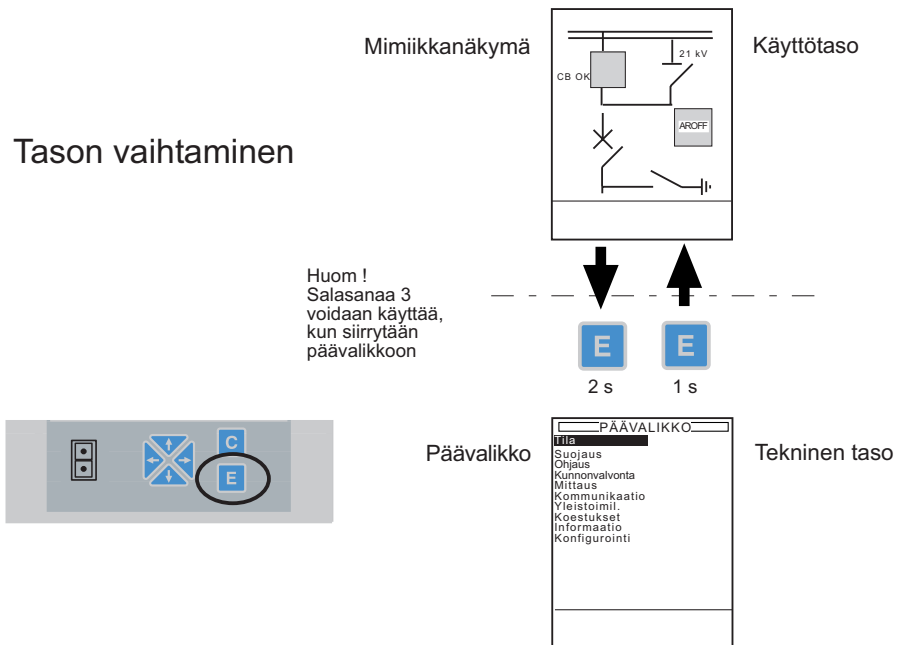 Mimiikkanäkymä
Käyttötaso
21 kV
CB OK
AROFF
Tason vaihtaminen
Huom !
Salasanaa 3
voidaan käyttää,
kun siirrytään
päävalikkoon
E
E
2 s
1 s
C
E
Päävalikko
Tekninen taso
PÄÄVALIKKO
Tila
Suojaus
Ohjaus
Kunnonvalvonta
Mittaus
Kommunikaatio
Yleistoimil.
Koestukset
Informaatio
Konfigurointi